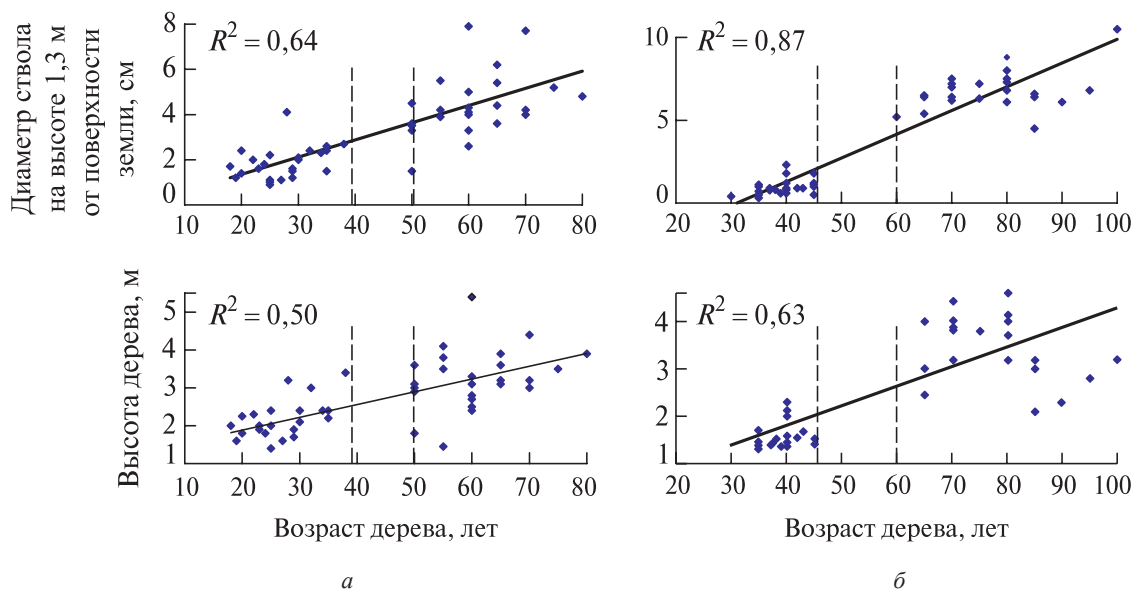 Диаметр ствола
на высоте 1,3 м
от поверхности
земли, см
8
6
4
2
0
R² = 0,64
10 20 30 40 50 60 70 80
10
5
0
R² = 0,87
20 30 40 50 60 70 80 90 100
Высота дерева, м
5
4
3
2
1
R² = 0,50
10 20 30 40 50 60 70 80
Возраст дерева, лет
а
4
3
2
1
R² = 0,63
20 30 40 50 60 70 80 90 100
Возраст дерева, лет
б